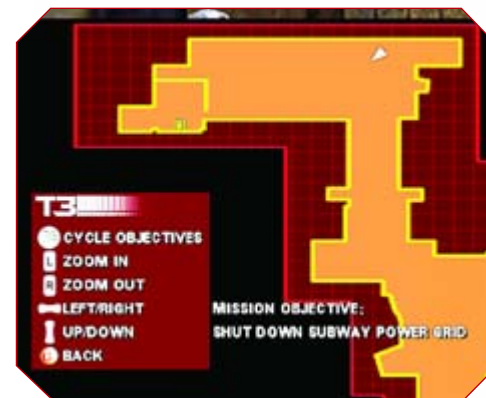 T3
CYCLE OBJECTIVES
L ZOOM IN
R ZOOM OUT
LEFT/RIGHT
UP/DOWN
BACK
MISSION OBJECTIVE:
SHUT DOWN SUBWAY POWER GRID